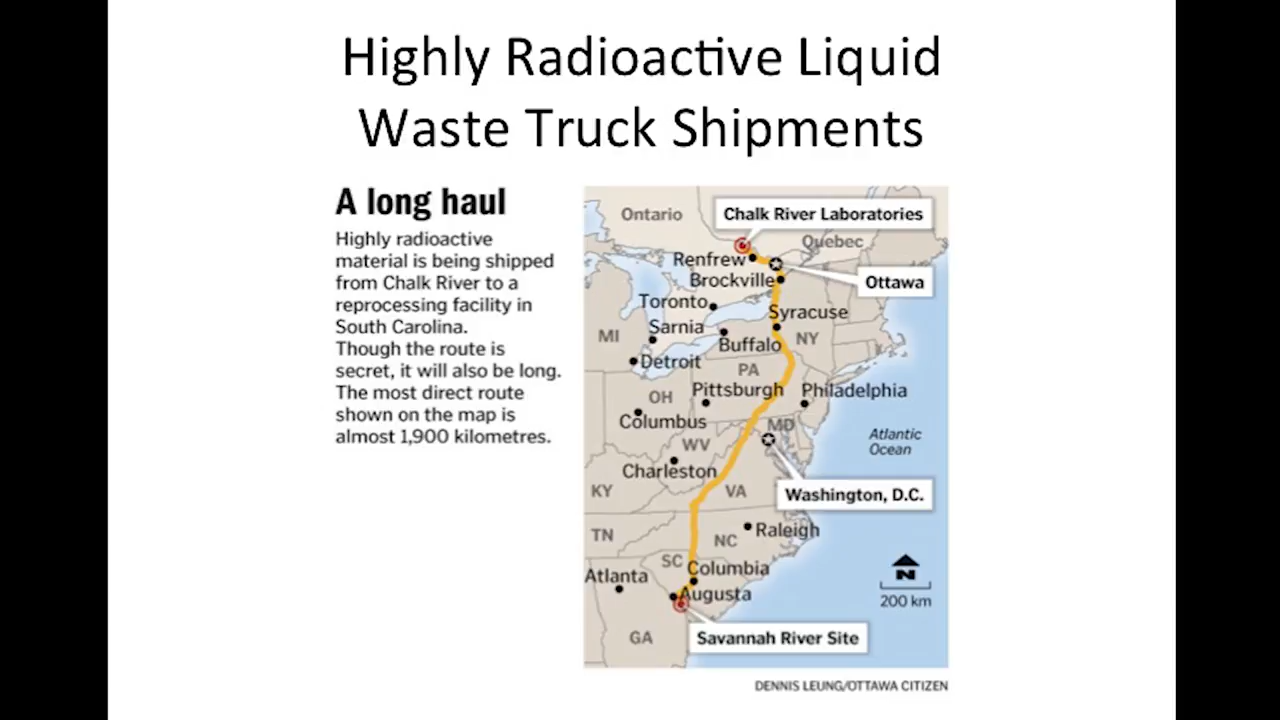 Highly Radioactive Liquid
Waste Truck Shipments
A long haul
Highly radioactive
material is being shipped
from Chalk River to a
reprocessing facility in
South Carolina.
Though the route is
secret, it will also be long.
The most direct route
shown on the map is
almost 1,900 kilometres.
Ontario
Chalk River Laboratories
Quebec
Renfrew
Brockville
Ottawa
Toronto
Syracuse
Sarnia
MI
Buffalo
NY
Detroit
PA
Pittsburgh
Philadelphia
OH
Columbus
MD
WV
Atlantic
Ocean
Charleston
KY
VA
Washington, D.C.
TN
NC
Raleigh
SC
Columbia
Atlanta
Augusta
N
200 km
GA
Savannah River Site
DENNIS LEUNG/OTTAWA CITIZEN